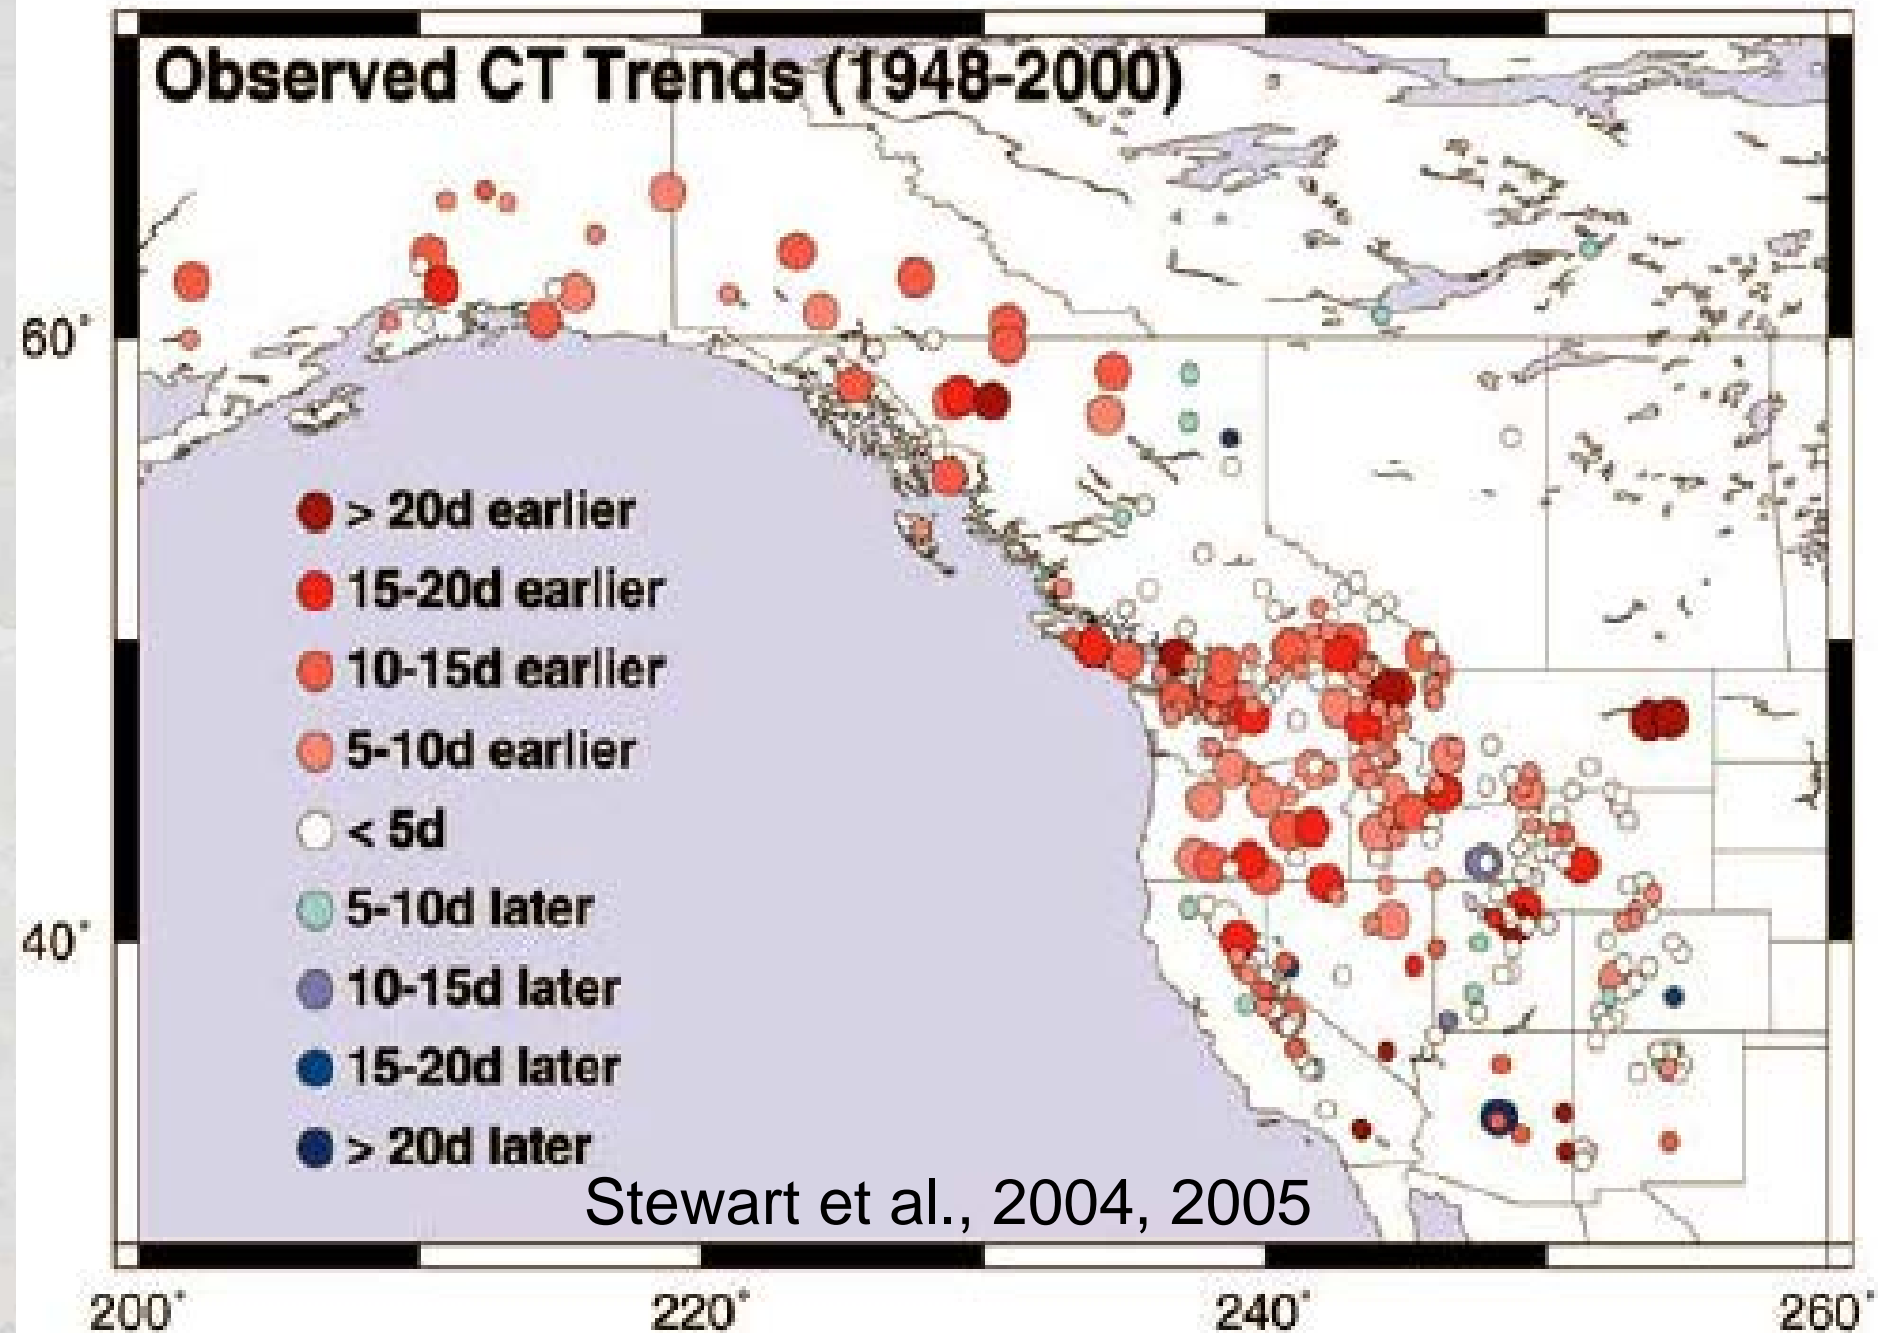 Observed CT Trends (1948-2000)
60°
> 20d earlier
15-20d earlier
10-15d earlier
5-10d earlier
< 5d
5-10d later
40°
10-15d later
15-20d later
> 20d later
Stewart et al., 2004, 2005
200° 220° 240° 260°